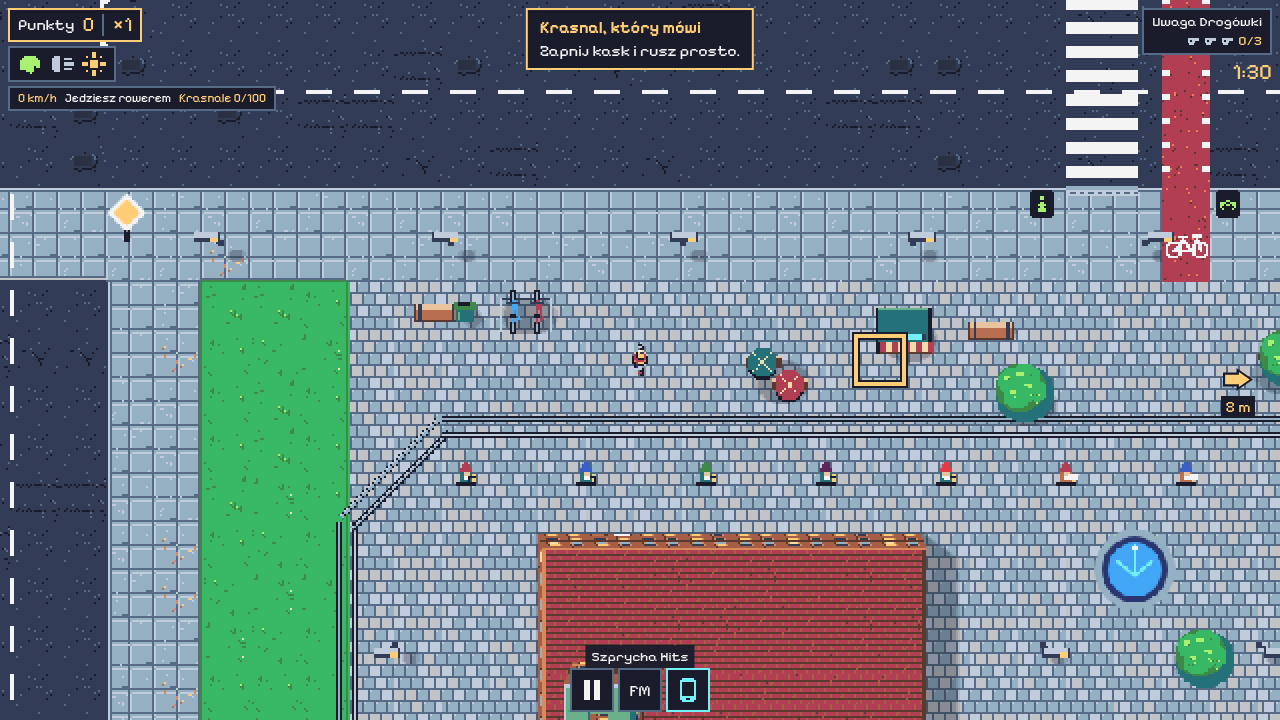 Punkty 0 ×1
Krasnal, który mówi
Zapnij kask i rusz prosto.
Uwaga Drogówki
0/3
1:30
0 km/h Jedziesz rowerem Krasnale 0/100
8 m
Szprycha Hits
FM